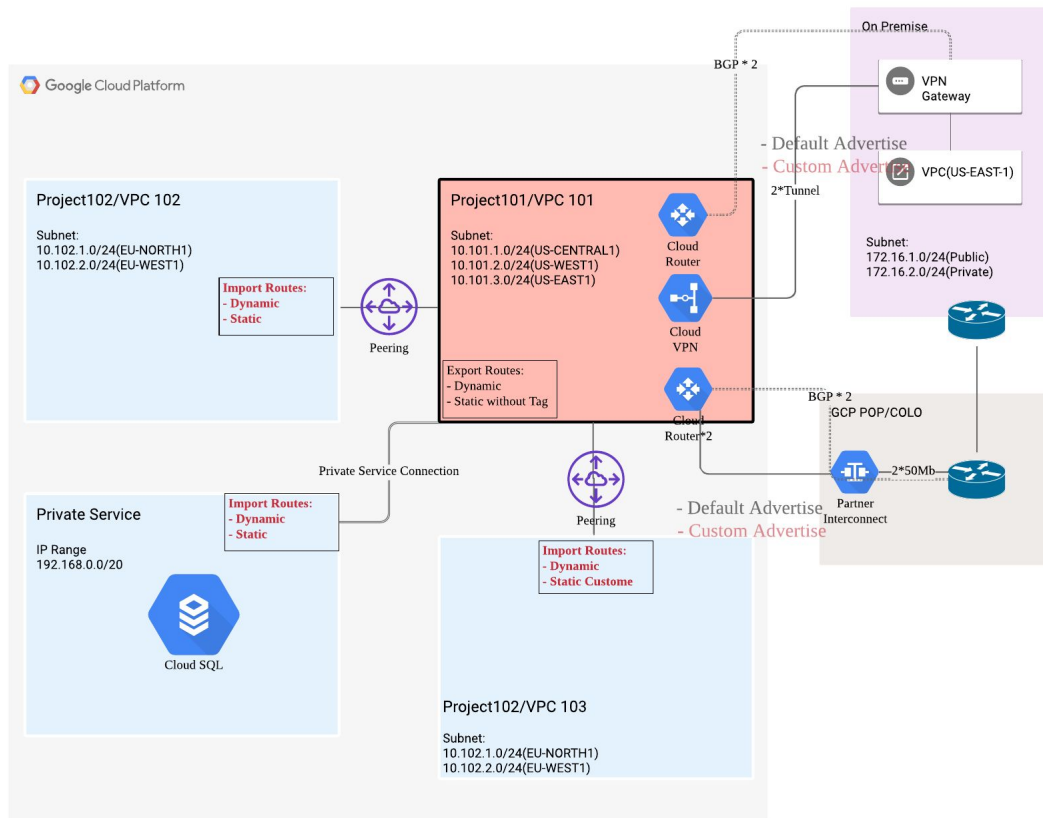 On Premise
BGP * 2
Google Cloud Platform
VPN
Gateway
- Default Advertise
- Custom Advertise
VPC(US-EAST-1)
2*Tunnel
Project102/VPC 102
Subnet:
10.102.1.0/24(EU-NORTH1)
10.102.2.0/24(EU-WEST1)
Import Routes:
- Dynamic
- Static
Peering
Project101/VPC 101
Subnet:
10.101.1.0/24(US-CENTRAL1)
10.101.2.0/24(US-WEST1)
10.101.3.0/24(US-EAST1)
Cloud
Router
Cloud
VPN
Export Routes:
- Dynamic
- Static without Tag
Cloud
Router*2
Subnet:
172.16.1.0/24(Public)
172.16.2.0/24(Private)
BGP * 2
GCP POP/COLO
2*50Mb
Partner
Interconnect
- Default Advertise
- Custom Advertise
Private Service Connection
Peering
Private Service
IP Range
192.168.0.0/20
Import Routes:
- Dynamic
- Static
Cloud SQL
Import Routes:
- Dynamic
- Static Custome
Project102/VPC 103
Subnet:
10.102.1.0/24(EU-NORTH1)
10.102.2.0/24(EU-WEST1)